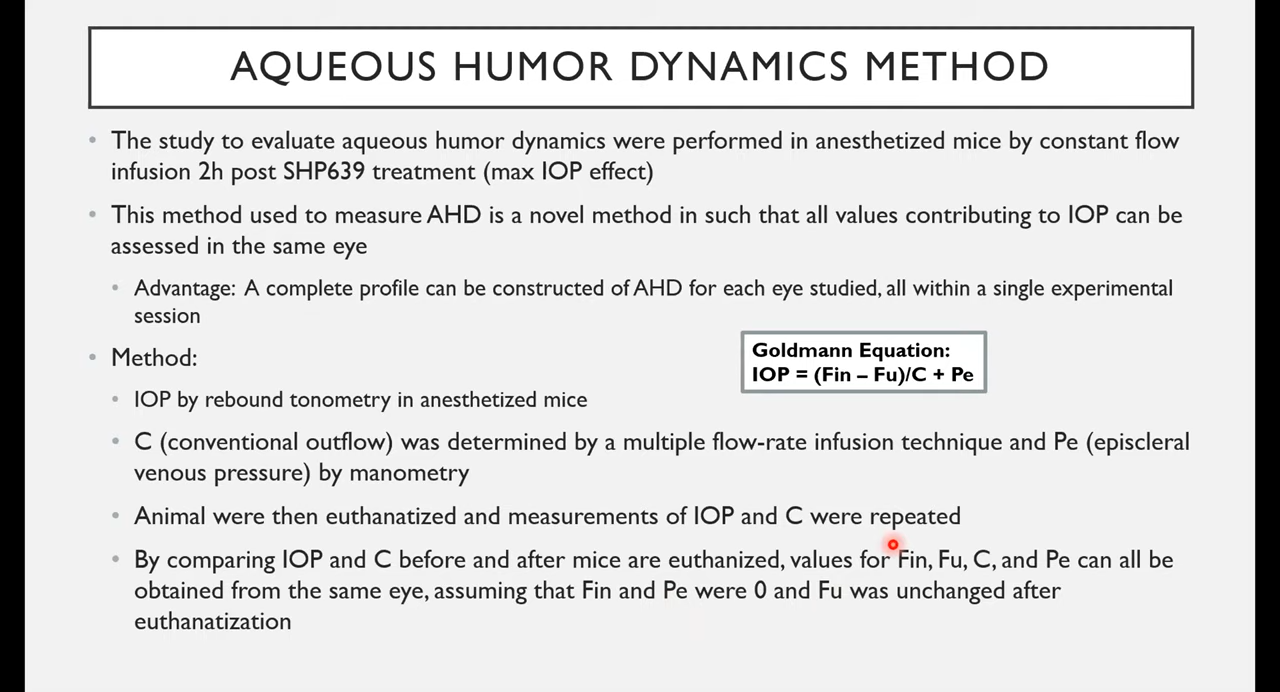 AQUEOUS HUMOR DYNAMICS METHOD
• The study to evaluate aqueous humor dynamics were performed in anesthetized mice by constant flow
infusion 2h post SHP639 treatment (max IOP effect)
• This method used to measure AHD is a novel method in such that all values contributing to IOP can be
assessed in the same eye
• Advantage: A complete profile can be constructed of AHD for each eye studied, all within a single experimental
session
• Method:
Goldmann Equation:
IOP = (Fin – Fu)/C + Pe
• IOP by rebound tonometry in anesthetized mice
• C (conventional outflow) was determined by a multiple flow-rate infusion technique and Pe (episcleral
venous pressure) by manometry
• Animal were then euthanatized and measurements of IOP and C were repeated
• By comparing IOP and C before and after mice are euthanized, values for Fin, Fu, C, and Pe can all be
obtained from the same eye, assuming that Fin and Pe were 0 and Fu was unchanged after
euthanatization